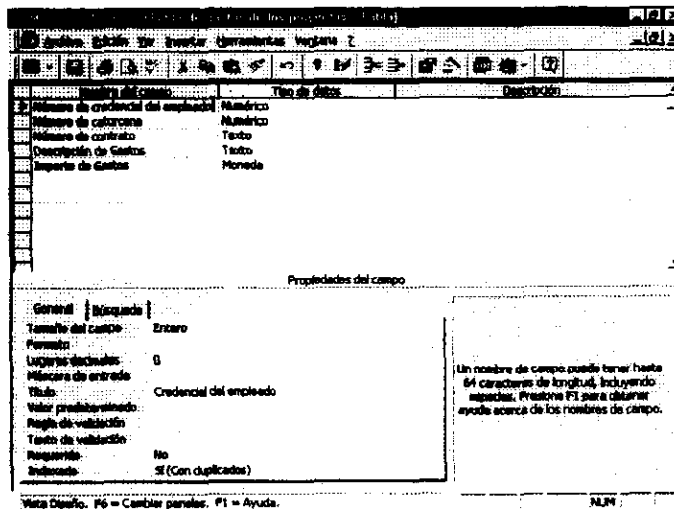 de los proyectos : Tabla]
Archivo Edición Ver Insertar Herramientas Ventana ?
Nombre del campo Tipo de datos Descripción
Número de credencial del empleado Numérico
Número de catorcena Numérico
Número de contrato Texto
Descripción de Gastos Texto
Importe de Gastos Moneda
Propiedades del campo
General Búsqueda
Tamaño del campo Entero
Formato
Lugares decimales 0
Máscara de entrada
Título Credencial del empleado
Valor predeterminado
Regla de validación
Texto de validación
Requerido No
Indexado Sí (Con duplicados)
Un nombre de campo puede tener hasta
64 caracteres de longitud, incluyendo
espacios. Presione F1 para obtener
ayuda acerca de los nombres de campo.
Vista Diseño. F6 = Cambiar paneles. F1 = Ayuda. NUM